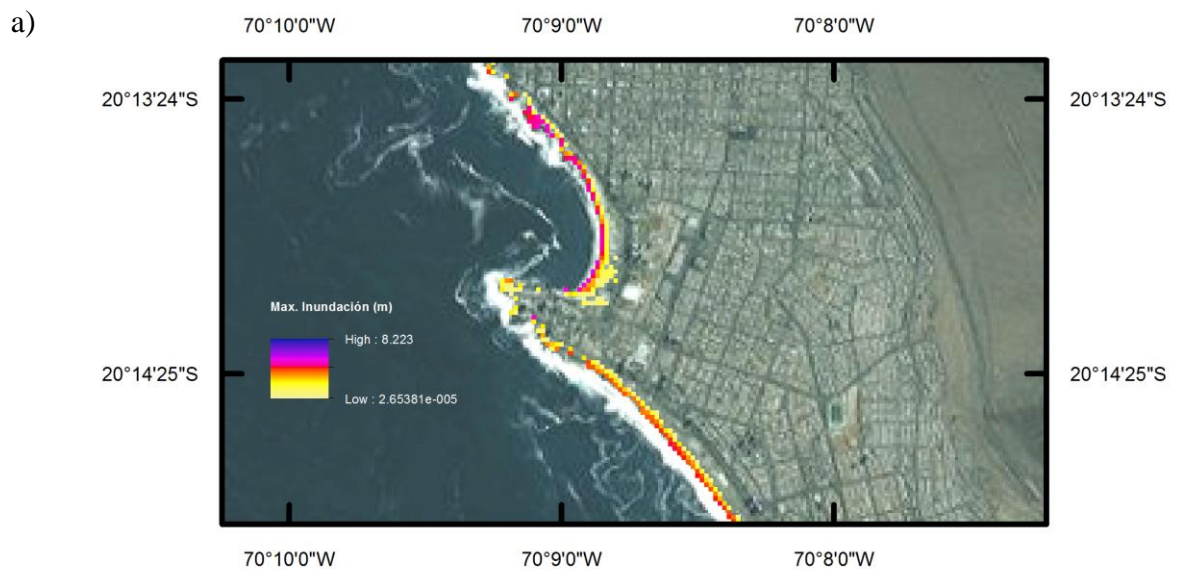 a)
70°10'0"W 70°9'0"W 70°8'0"W
20°13'24"S 20°13'24"S
Max. Inundación (m)
High : 8.223
20°14'25"S 20°14'25"S
Low : 2.65381e-005
70°10'0"W 70°9'0"W 70°8'0"W